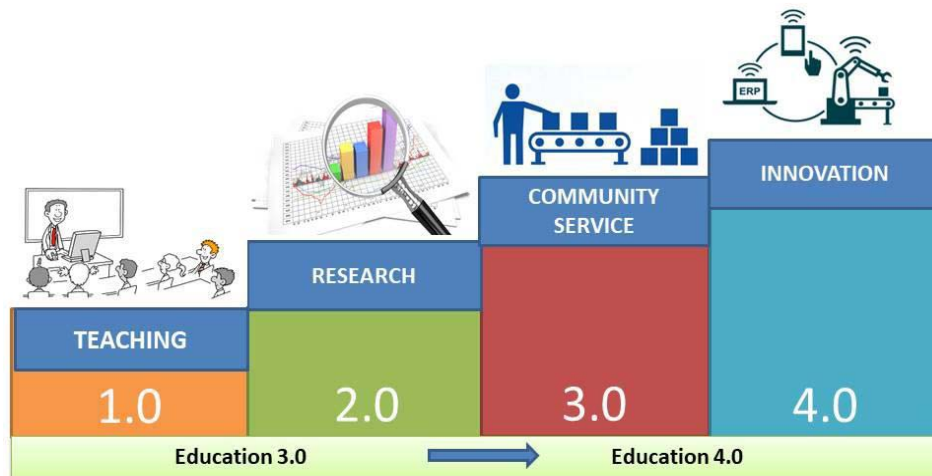 ERP
INNOVATION
COMMUNITY
SERVICE
RESEARCH
TEACHING
1.0
2.0
3.0
4.0
Education 3.0
Education 4.0